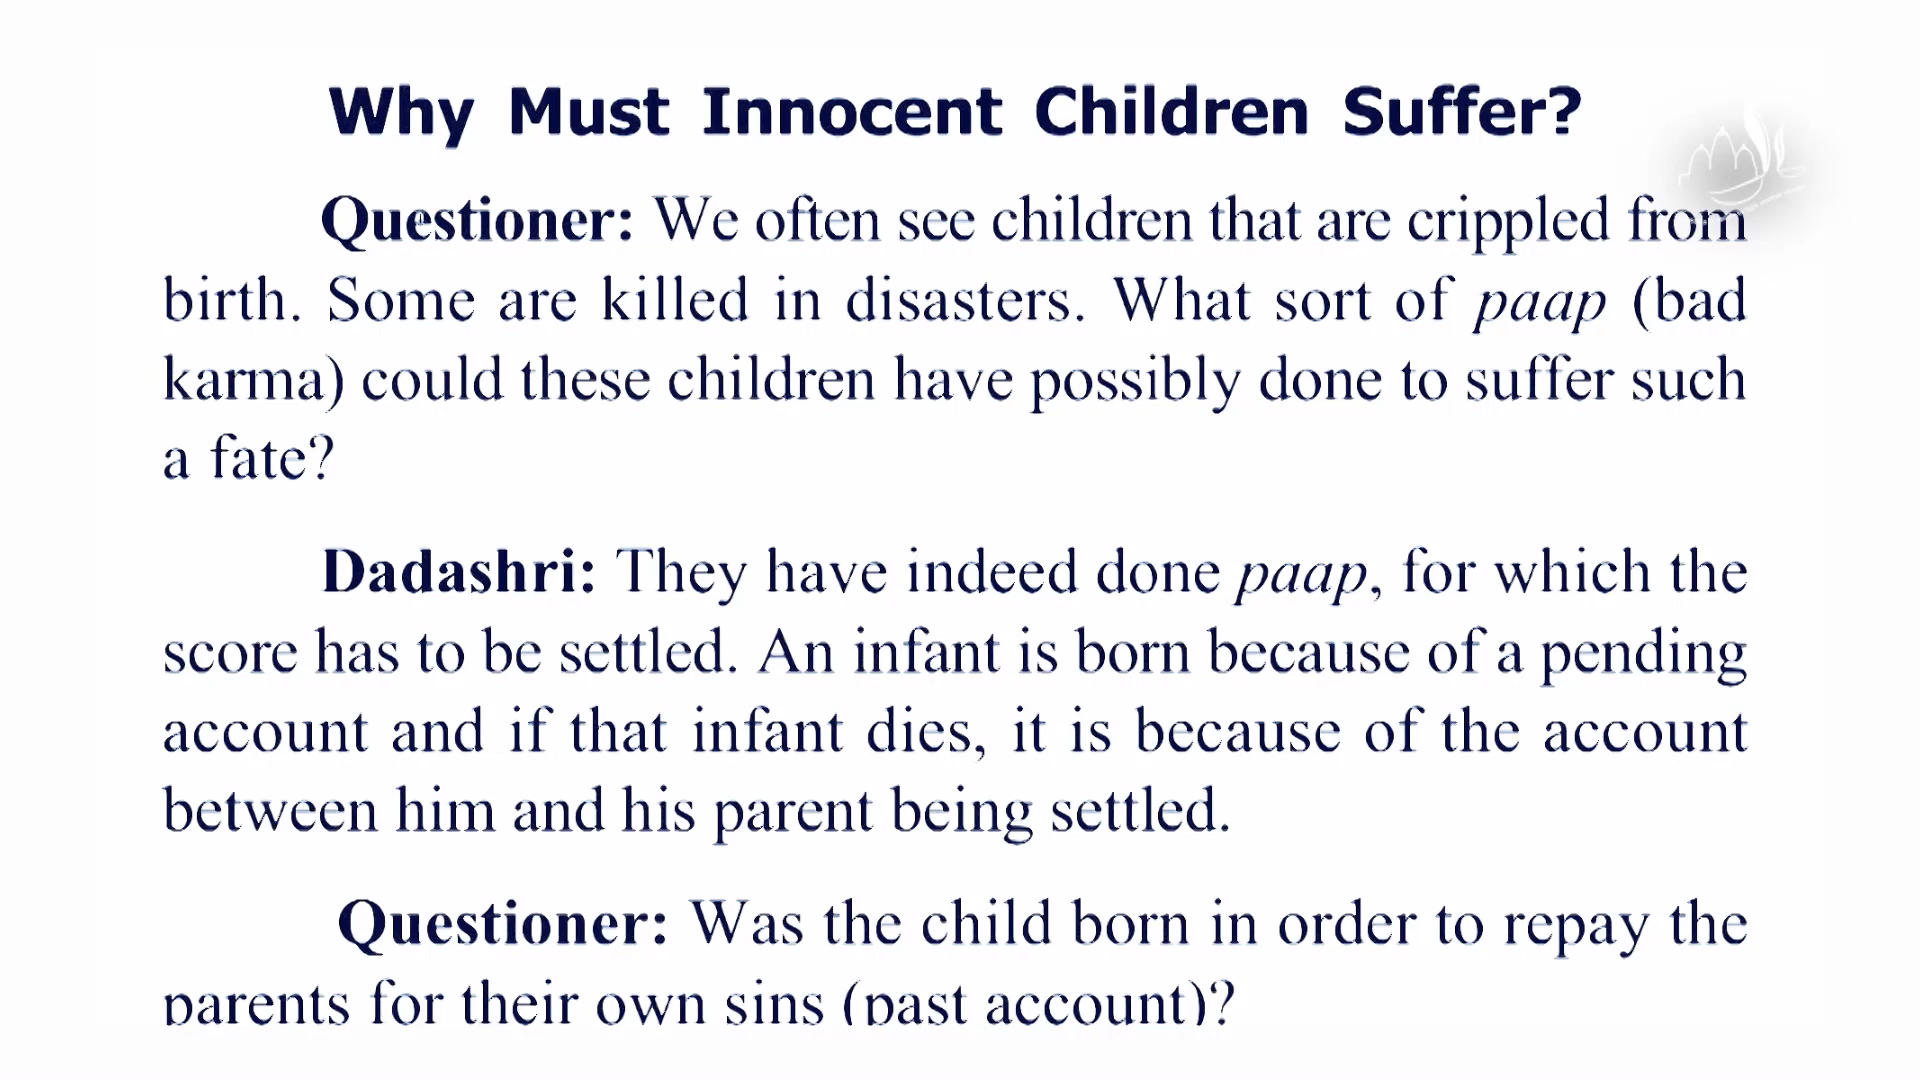 Why Must Innocent Children Suffer?
Questioner: We often see children that are crippled from
birth. Some are killed in disasters. What sort of paap (bad
karma) could these children have possibly done to suffer such
a fate?
Dadashri: They have indeed done paap, for which the
score has to be settled. An infant is born because of a pending
account and if that infant dies, it is because of the account
between him and his parent being settled.
Questioner: Was the child born in order to repay the
parents for their own sins (past account)?